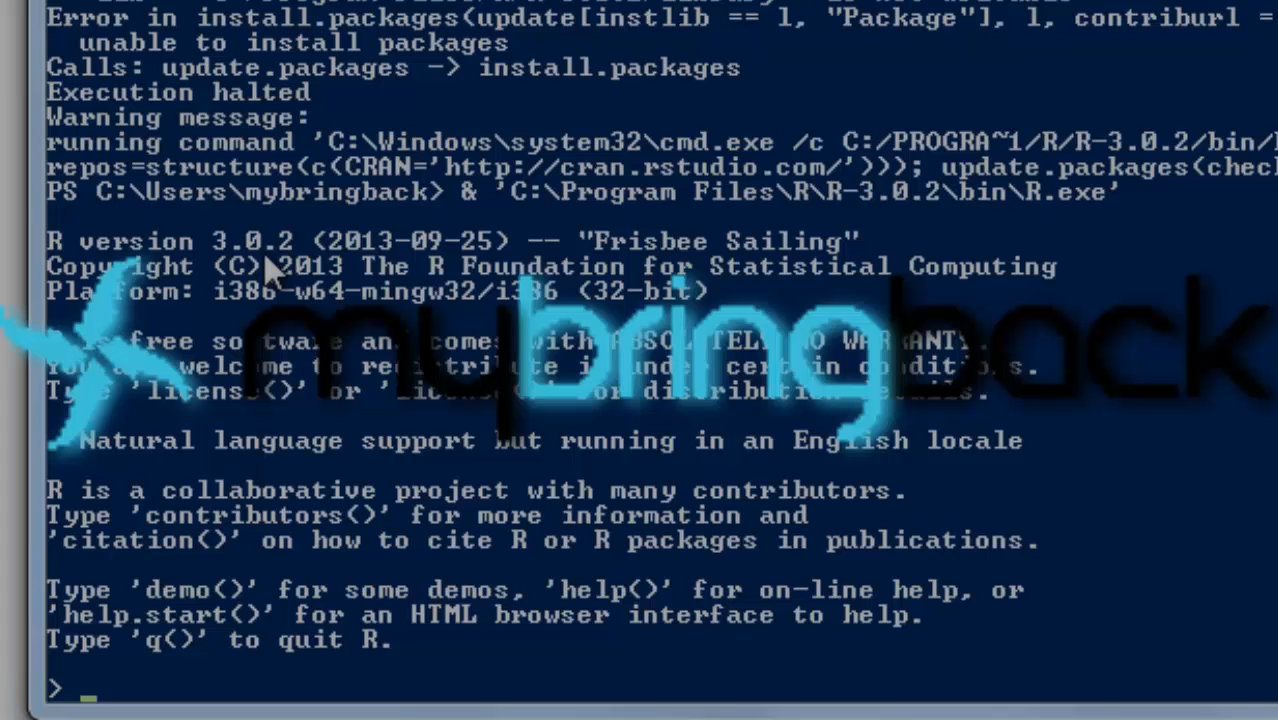 Error in install.packages(update[instlib == l, "Package"], l, contriburl =
unable to install packages
Calls: update.packages -> install.packages
Execution halted
Warning message:
running command 'C:\Windows\system32\cmd.exe /c C:/PROGRA~1/R/R-3.0.2/bin/
repos=structure(c(CRAN='http://cran.rstudio.com/'))); update.packages(chec
PS C:\Users\mybringback> & 'C:\Program Files\R\R-3.0.2\bin\R.exe'
R version 3.0.2 (2013-09-25) -- "Frisbee Sailing"
Copyright (C) 2013 The R Foundation for Statistical Computing
Platform: i386-w64-mingw32/i386 (32-bit)
mybringback
free software and comes with ABSOLUTELY NO WARRANTY.
You welcome to redistribute it under certain conditions.
Type 'license()' or 'licence()' for distribution details.
Natural language support but running in an English locale
R is a collaborative project with many contributors.
Type 'contributors()' for more information and
'citation()' on how to cite R or R packages in publications.
Type 'demo()' for some demos, 'help()' for on-line help, or
'help.start()' for an HTML browser interface to help.
Type 'q()' to quit R.
>